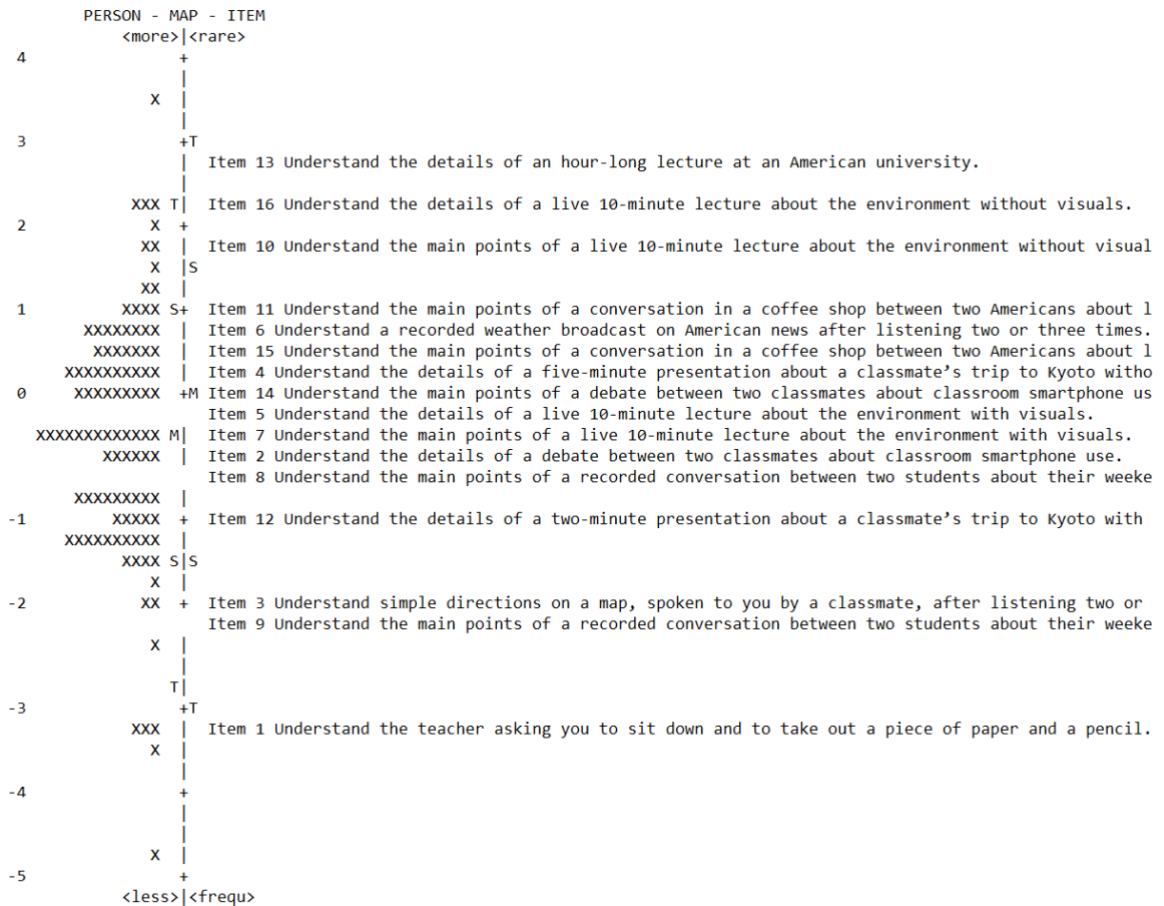 PERSON - MAP - ITEM
<more>|<rare>
4 +
|
X |
|
3 +T
| Item 13 Understand the details of an hour-long lecture at an American university.
|
XXX T| Item 16 Understand the details of a live 10-minute lecture about the environment without visuals.
2 X +
XX | Item 10 Understand the main points of a live 10-minute lecture about the environment without visual
X |S
XX |
1 XXXX S+ Item 11 Understand the main points of a conversation in a coffee shop between two Americans about l
XXXXXXXX | Item 6 Understand a recorded weather broadcast on American news after listening two or three times.
XXXXXXX | Item 15 Understand the main points of a conversation in a coffee shop between two Americans about l
XXXXXXXXXX | Item 4 Understand the details of a five-minute presentation about a classmate’s trip to Kyoto witho
0 XXXXXXXXX +M Item 14 Understand the main points of a debate between two classmates about classroom smartphone us
Item 5 Understand the details of a live 10-minute lecture about the environment with visuals.
XXXXXXXXXXXXX M| Item 7 Understand the main points of a live 10-minute lecture about the environment with visuals.
XXXXXX | Item 2 Understand the details of a debate between two classmates about classroom smartphone use.
Item 8 Understand the main points of a recorded conversation between two students about their weeke
XXXXXXXXX |
-1 XXXXX + Item 12 Understand the details of a two-minute presentation about a classmate’s trip to Kyoto with
XXXXXXXXXX |
XXXX S|S
X |
-2 XX + Item 3 Understand simple directions on a map, spoken to you by a classmate, after listening two or
Item 9 Understand the main points of a recorded conversation between two students about their weeke
X |
|
T|
-3 +T
XXX | Item 1 Understand the teacher asking you to sit down and to take out a piece of paper and a pencil.
X |
|
-4 +
|
|
X |
-5 +
<less>|<frequ>